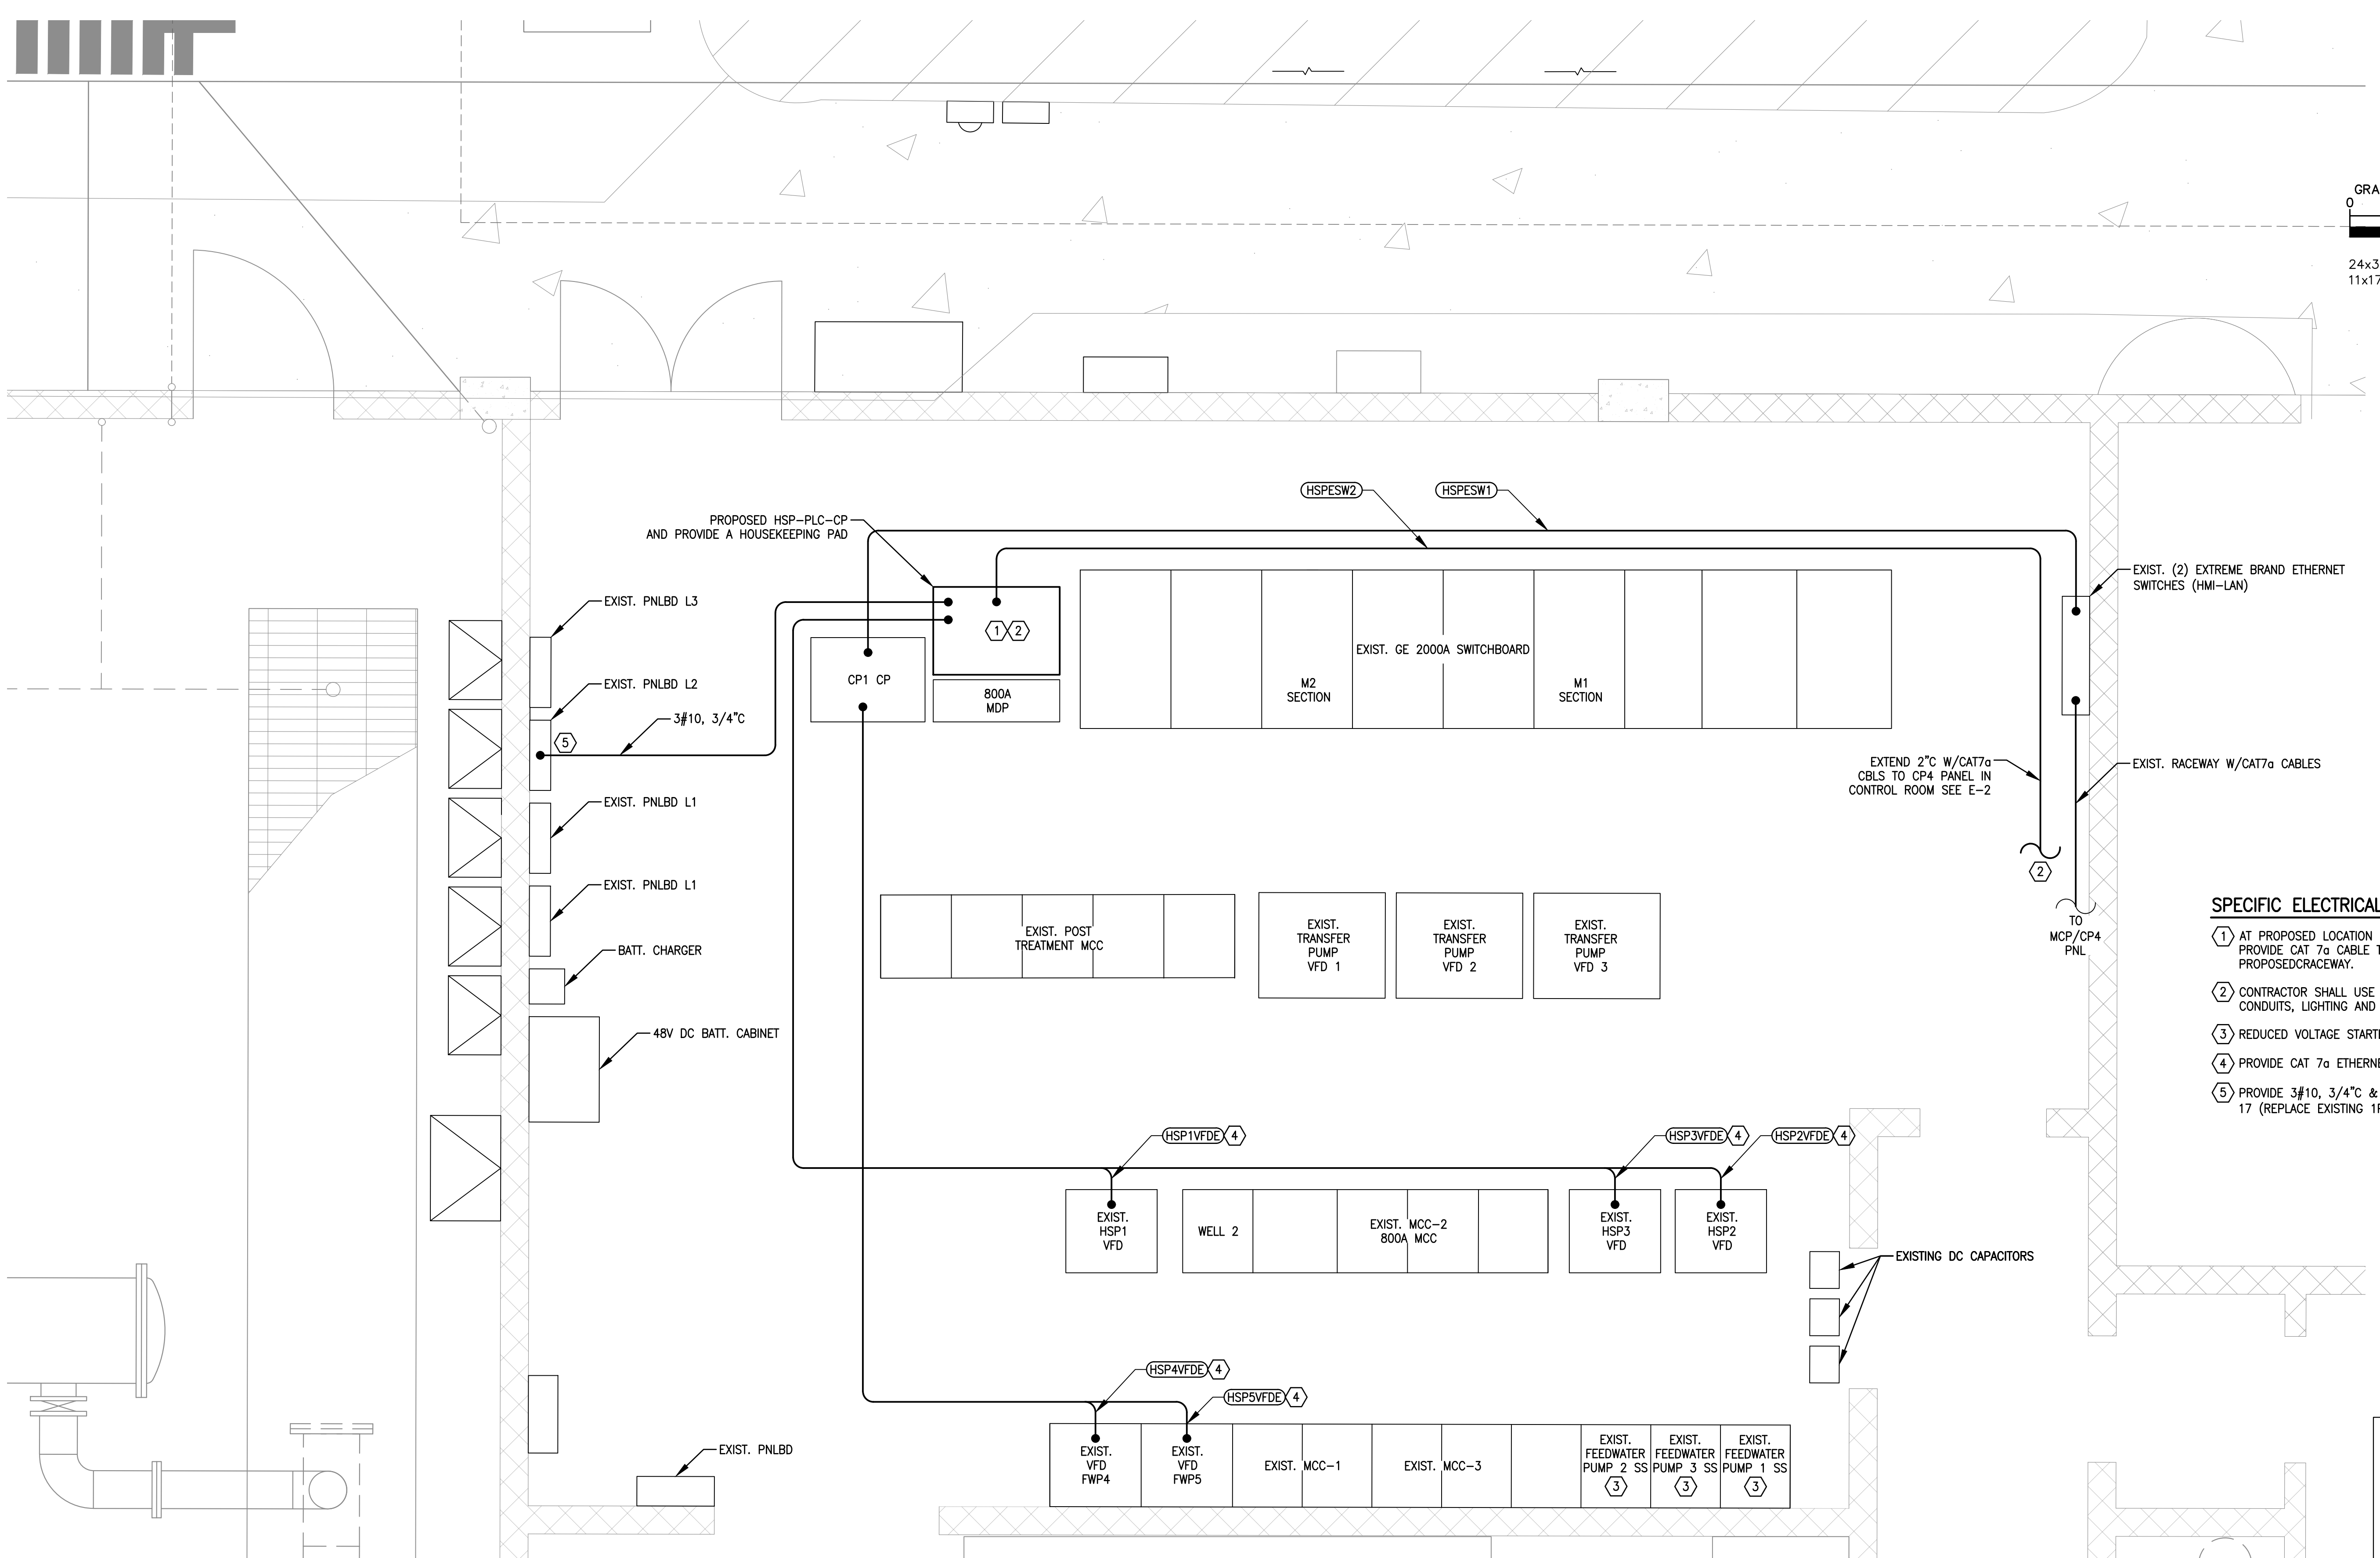 GRA
0
24x3
11x17
HSPESW2
HSPESW1
PROPOSED HSP-PLC-CP
AND PROVIDE A HOUSEKEEPING PAD
EXIST. (2) EXTREME BRAND ETHERNET
SWITCHES (HMI-LAN)
EXIST. PNLBD L3
1
2
EXIST. GE 2000A SWITCHBOARD
CP1 CP
EXIST. PNLBD L2
800A
MDP
M2
SECTION
M1
SECTION
3#10, 3/4"C
5
EXTEND 2"C W/CAT7a
CBLS TO CP4 PANEL IN
CONTROL ROOM SEE E-2
EXIST. RACEWAY W/CAT7a CABLES
EXIST. PNLBD L1
2
EXIST. PNLBD L1
EXIST. POST
TREATMENT MCC
EXIST.
TRANSFER
PUMP
VFD 1
EXIST.
TRANSFER
PUMP
VFD 2
EXIST.
TRANSFER
PUMP
VFD 3
TO
MCP/CP4
PNL
BATT. CHARGER
48V DC BATT. CABINET
SPECIFIC ELECTRICAL
1 AT PROPOSED LOCATION
PROVIDE CAT 7a CABLE T
PROPOSEDCRACEWAY.
2 CONTRACTOR SHALL USE
CONDUITS, LIGHTING AND
3 REDUCED VOLTAGE START
4 PROVIDE CAT 7a ETHERNE
5 PROVIDE 3#10, 3/4"C &
17 (REPLACE EXISTING 1P
HSP1VFDE 4
HSP3VFDE 4
HSP2VFDE 4
EXIST.
HSP1
VFD
WELL 2
EXIST. MCC-2
800A MCC
EXIST.
HSP3
VFD
EXIST.
HSP2
VFD
EXISTING DC CAPACITORS
HSP4VFDE 4
HSP5VFDE 4
EXIST. PNLBD
EXIST.
VFD
FWP4
EXIST.
VFD
FWP5
EXIST. MCC-1
EXIST. MCC-3
EXIST.
FEEDWATER
PUMP 2 SS
3
EXIST.
FEEDWATER
PUMP 3 SS
3
EXIST.
FEEDWATER
PUMP 1 SS
3